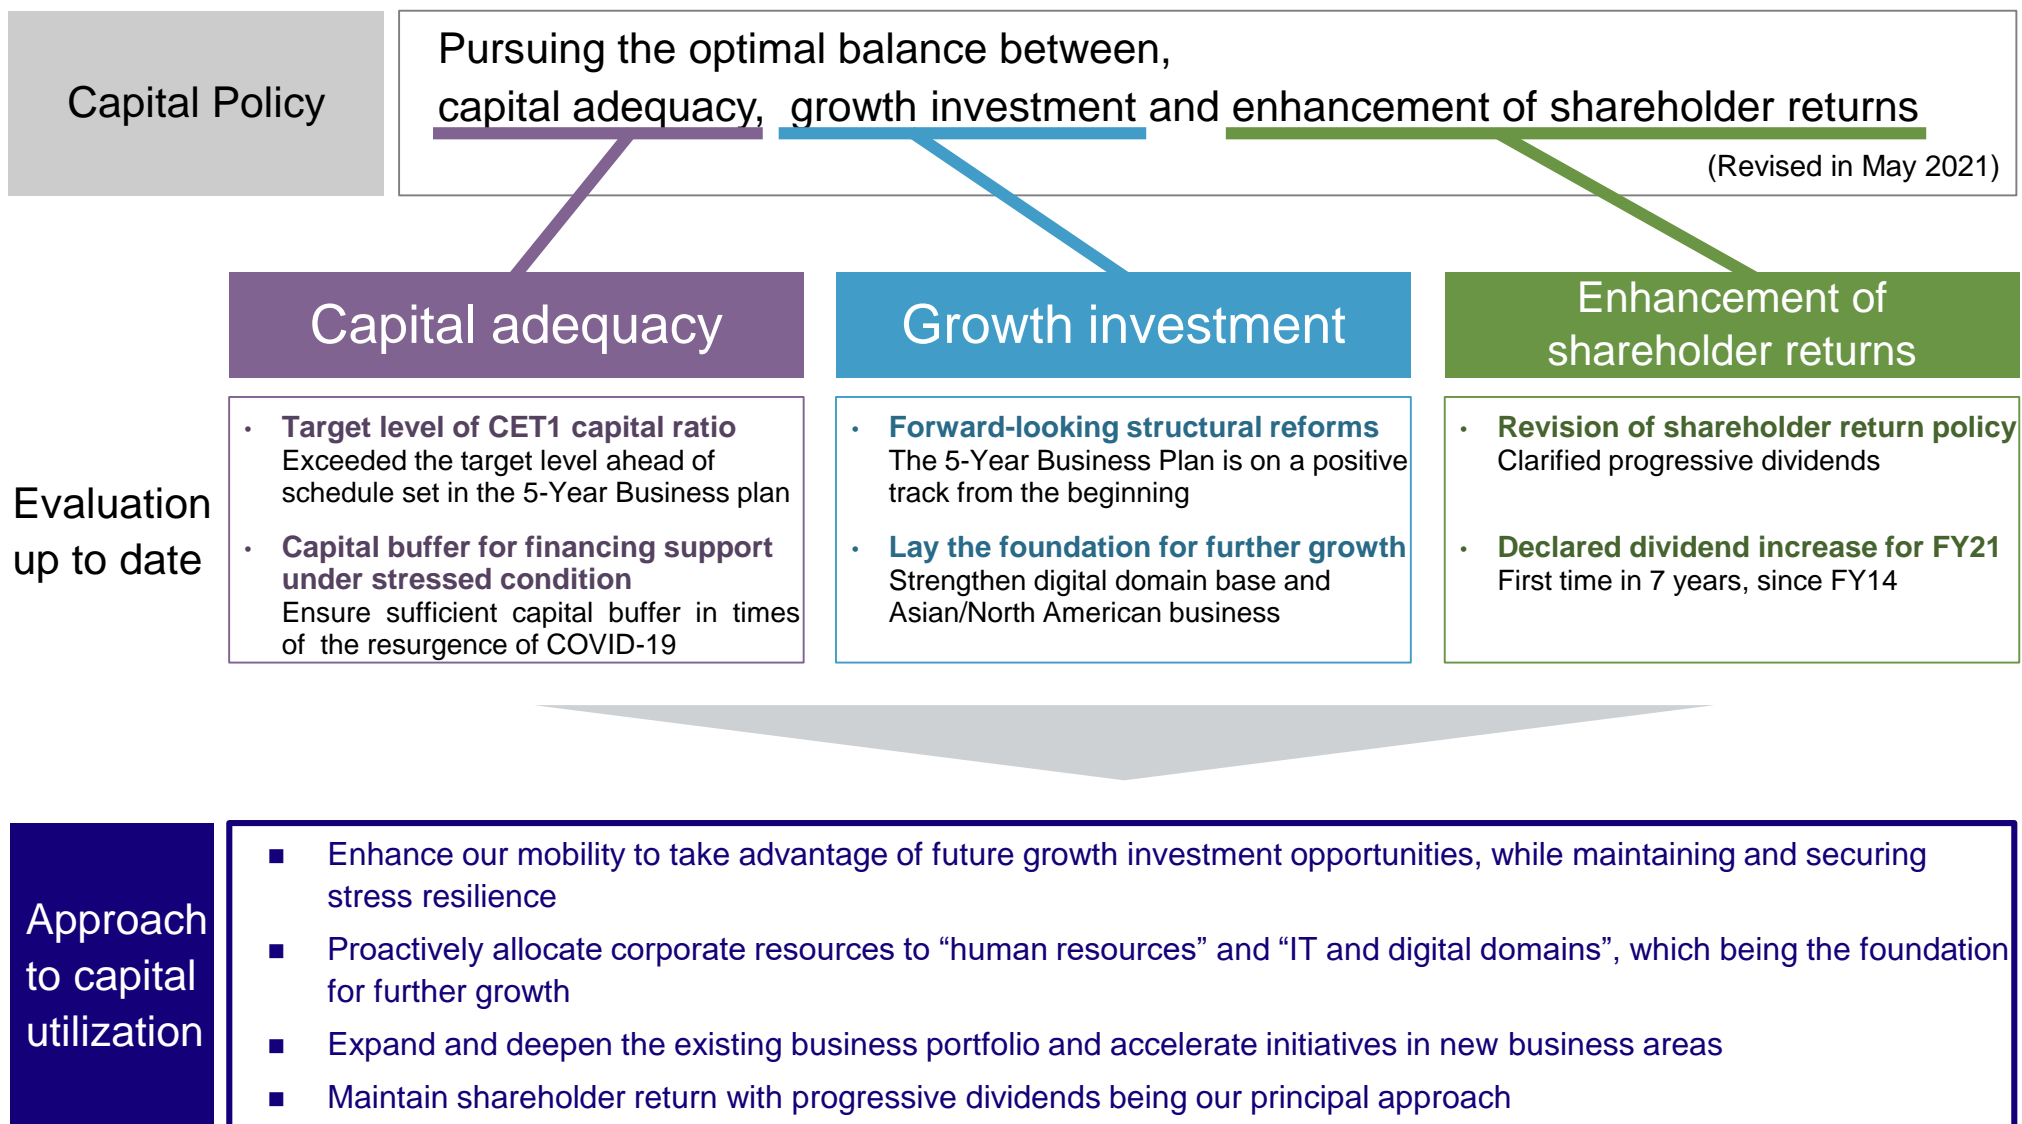 Capital Policy
Pursuing the optimal balance between,
capital adequacy, growth investment and enhancement of shareholder returns
(Revised in May 2021)
Capital adequacy
Growth investment
Enhancement of
shareholder returns
Evaluation
up to date
• Target level of CET1 capital ratio
Exceeded the target level ahead of
schedule set in the 5-Year Business plan
• Capital buffer for financing support
under stressed condition
Ensure sufficient capital buffer in times
of the resurgence of COVID-19
• Forward-looking structural reforms
The 5-Year Business Plan is on a positive
track from the beginning
• Lay the foundation for further growth
Strengthen digital domain base and
Asian/North American business
• Revision of shareholder return policy
Clarified progressive dividends
• Declared dividend increase for FY21
First time in 7 years, since FY14
Approach
to capital
utilization
■ Enhance our mobility to take advantage of future growth investment opportunities, while maintaining and securing
stress resilience
■ Proactively allocate corporate resources to “human resources” and “IT and digital domains”, which being the foundation
for further growth
■ Expand and deepen the existing business portfolio and accelerate initiatives in new business areas
■ Maintain shareholder return with progressive dividends being our principal approach